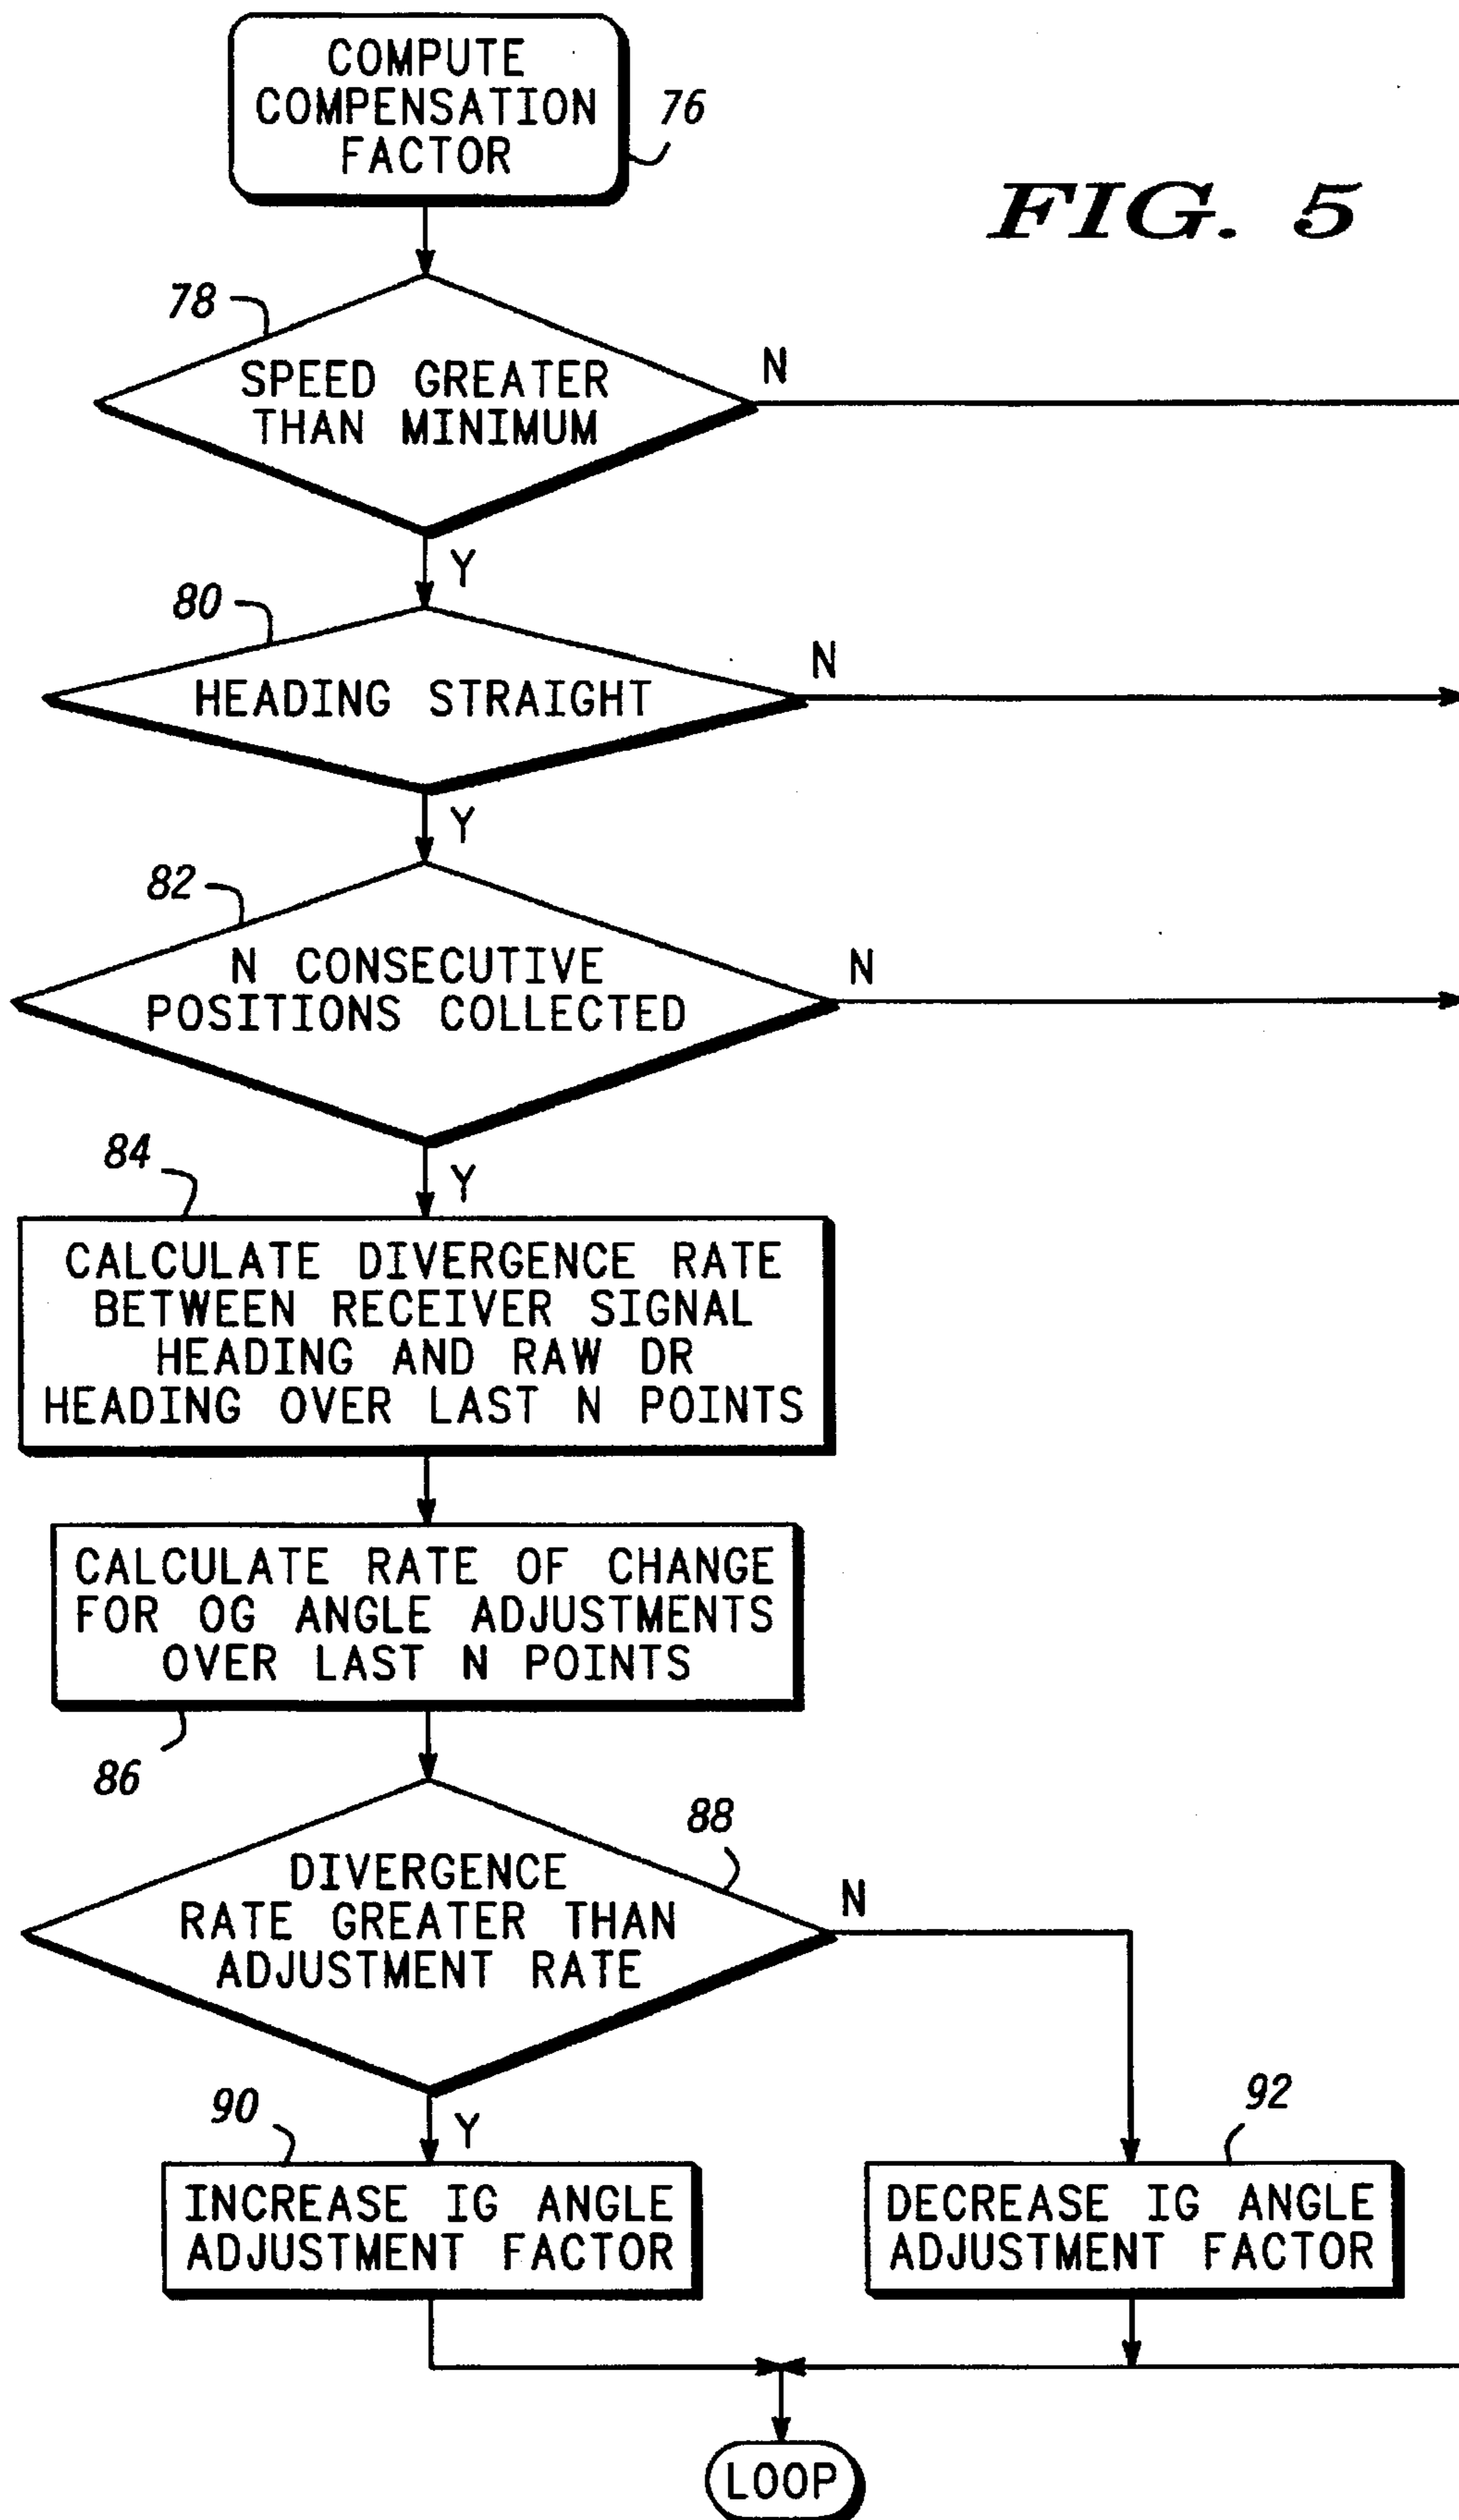 COMPUTE
COMPENSATION
FACTOR
76
FIG. 5
78
SPEED GREATER
THAN MINIMUM
N
Y
80
HEADING STRAIGHT
N
Y
82
N CONSECUTIVE
POSITIONS COLLECTED
N
Y
84
CALCULATE DIVERGENCE RATE
BETWEEN RECEIVER SIGNAL
HEADING AND RAW DR
HEADING OVER LAST N POINTS
CALCULATE RATE OF CHANGE
FOR OG ANGLE ADJUSTMENTS
OVER LAST N POINTS
86
88
DIVERGENCE
RATE GREATER THAN
ADJUSTMENT RATE
N
Y
90
INCREASE IG ANGLE
ADJUSTMENT FACTOR
92
DECREASE IG ANGLE
ADJUSTMENT FACTOR
LOOP